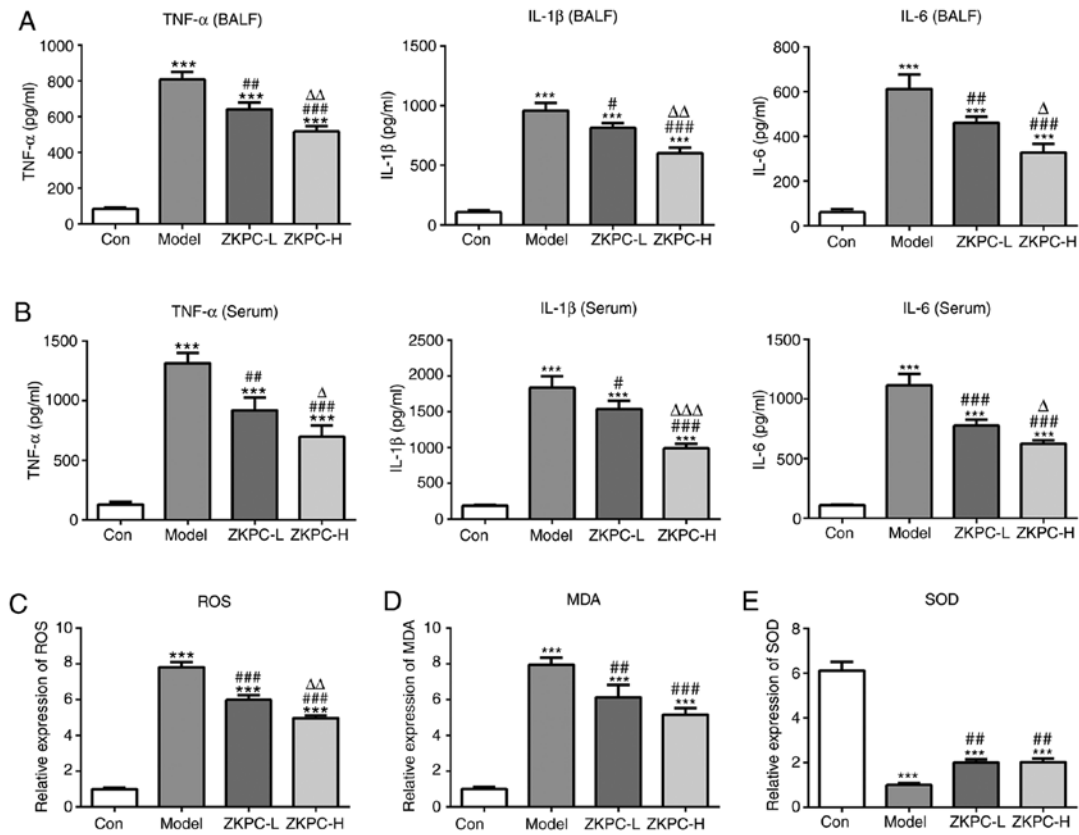 A
TNF-α (BALF)
TNF-α (pg/ml)
1000
800
600
400
200
0
***
##
***
ΔΔ
###
***
Con Model ZKPC-L ZKPC-H
IL-1β (BALF)
IL-1β (pg/ml)
1500
1000
500
0
***
#
***
ΔΔ
###
***
Con Model ZKPC-L ZKPC-H
IL-6 (BALF)
IL-6 (pg/ml)
800
600
400
200
0
***
##
***
Δ
###
***
Con Model ZKPC-L ZKPC-H
B
TNF-α (Serum)
TNF-α (pg/ml)
1500
1000
500
0
***
##
***
Δ
###
***
Con Model ZKPC-L ZKPC-H
IL-1β (Serum)
IL-1β (pg/ml)
2500
2000
1500
1000
500
0
***
#
***
ΔΔΔ
###
***
Con Model ZKPC-L ZKPC-H
IL-6 (Serum)
IL-6 (pg/ml)
1500
1000
500
0
***
###
***
Δ
###
***
Con Model ZKPC-L ZKPC-H
C
ROS
Relative expression of ROS
10
8
6
4
2
0
***
###
***
ΔΔ
###
***
Con Model ZKPC-L ZKPC-H
D
MDA
Relative expression of MDA
10
8
6
4
2
0
***
##
***
###
***
Con Model ZKPC-L ZKPC-H
E
SOD
Relative expression of SOD
8
6
4
2
0
***
##
***
##
***
Con Model ZKPC-L ZKPC-H